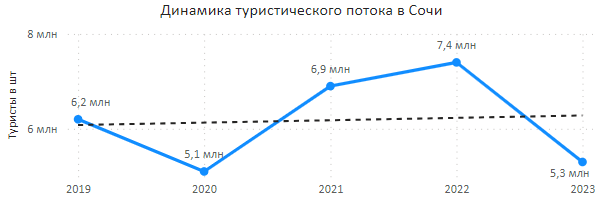 Динамика туристического потока в Сочи
8 млн
7,4 млн
6,9 млн
6,2 млн
Туристы в шт
6 млн
5,1 млн
5,3 млн
2019 2020 2021 2022 2023